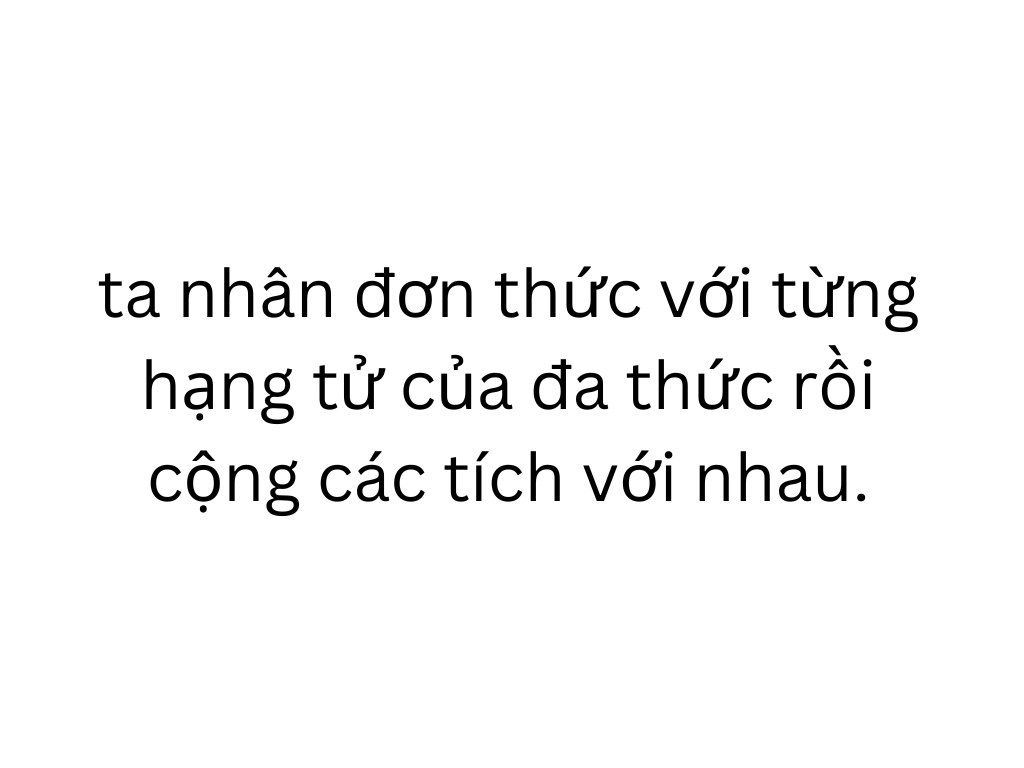 ta nhân đơn thức với từng
hạng tử của đa thức rồi
cộng các tích với nhau.